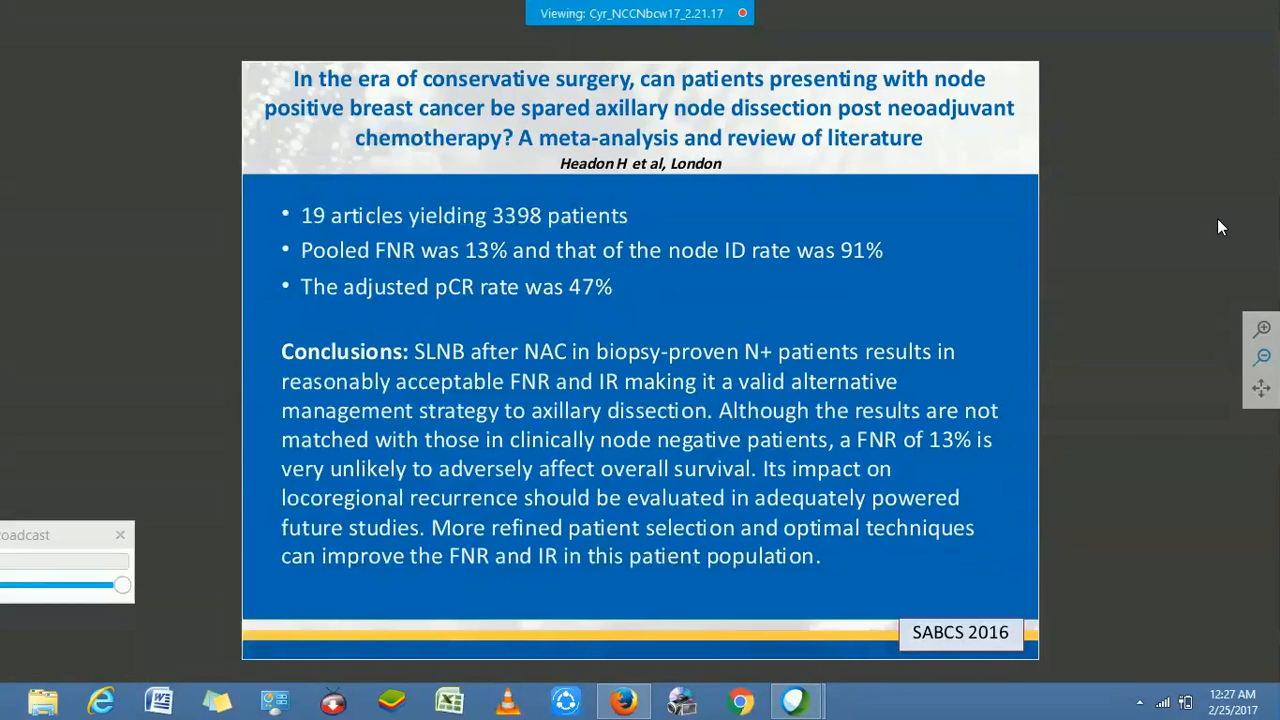 Viewing: Cyr_NCCNbcw17_2.21.17
In the era of conservative surgery, can patients presenting with node
positive breast cancer be spared axillary node dissection post neoadjuvant
chemotherapy? A meta-analysis and review of literature
Headon H et al, London
• 19 articles yielding 3398 patients
• Pooled FNR was 13% and that of the node ID rate was 91%
• The adjusted pCR rate was 47%
Conclusions: SLNB after NAC in biopsy-proven N+ patients results in
reasonably acceptable FNR and IR making it a valid alternative
management strategy to axillary dissection. Although the results are not
matched with those in clinically node negative patients, a FNR of 13% is
very unlikely to adversely affect overall survival. Its impact on
locoregional recurrence should be evaluated in adequately powered
future studies. More refined patient selection and optimal techniques
can improve the FNR and IR in this patient population.
roadcast
SABCS 2016
12:27 AM
2/25/2017